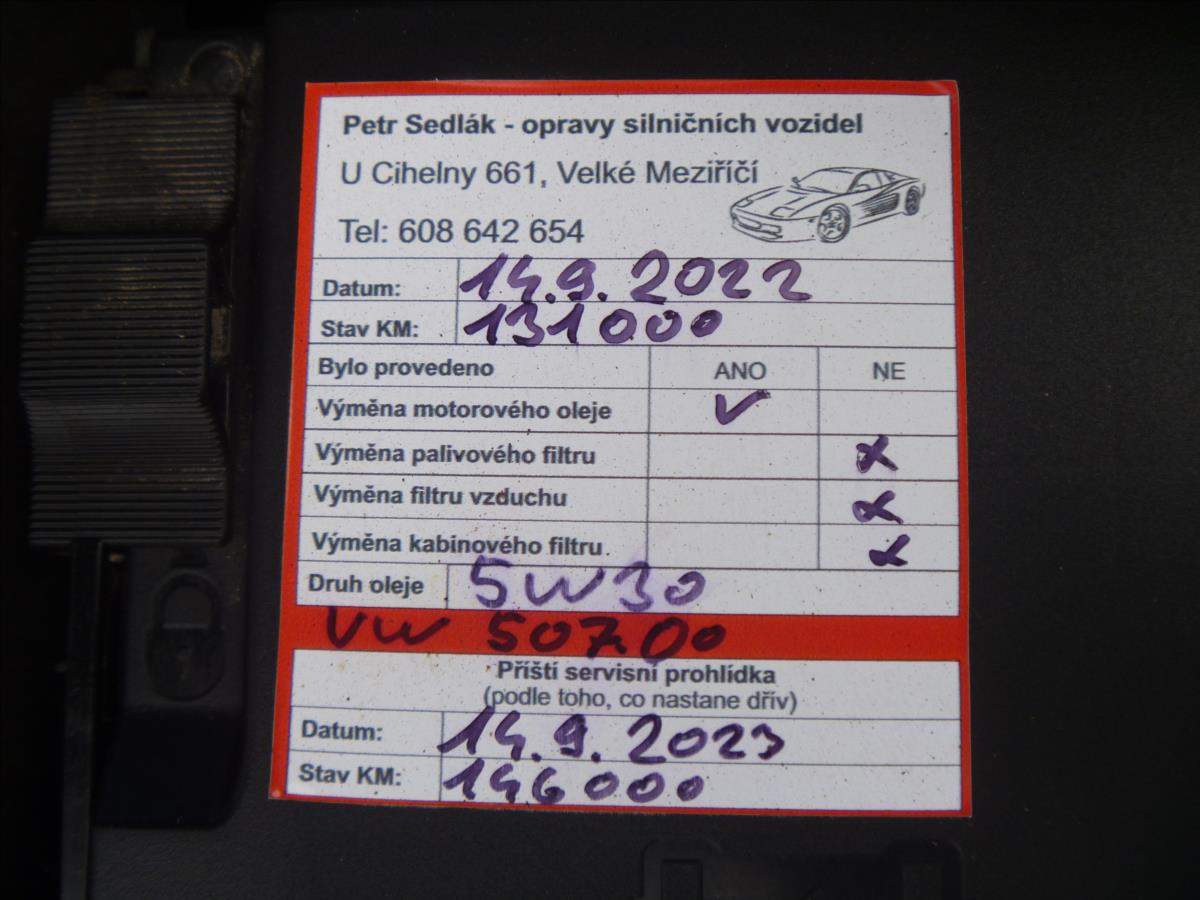 Petr Sedlák - opravy silničních vozidel
U Cihelny 661, Velké Meziříčí
Tel: 608 642 654
Datum: 14.9.2022
Stav KM: 131000
Bylo provedeno ANO NE
Výměna motorového oleje ✓
Výměna palivového filtru x
Výměna filtru vzduchu x
Výměna kabinového filtru. x
Druh oleje 5W30
VW 507.00
Příští servisní prohlídka
(podle toho, co nastane dřív)
Datum: 14.9.2023
Stav KM: 146000